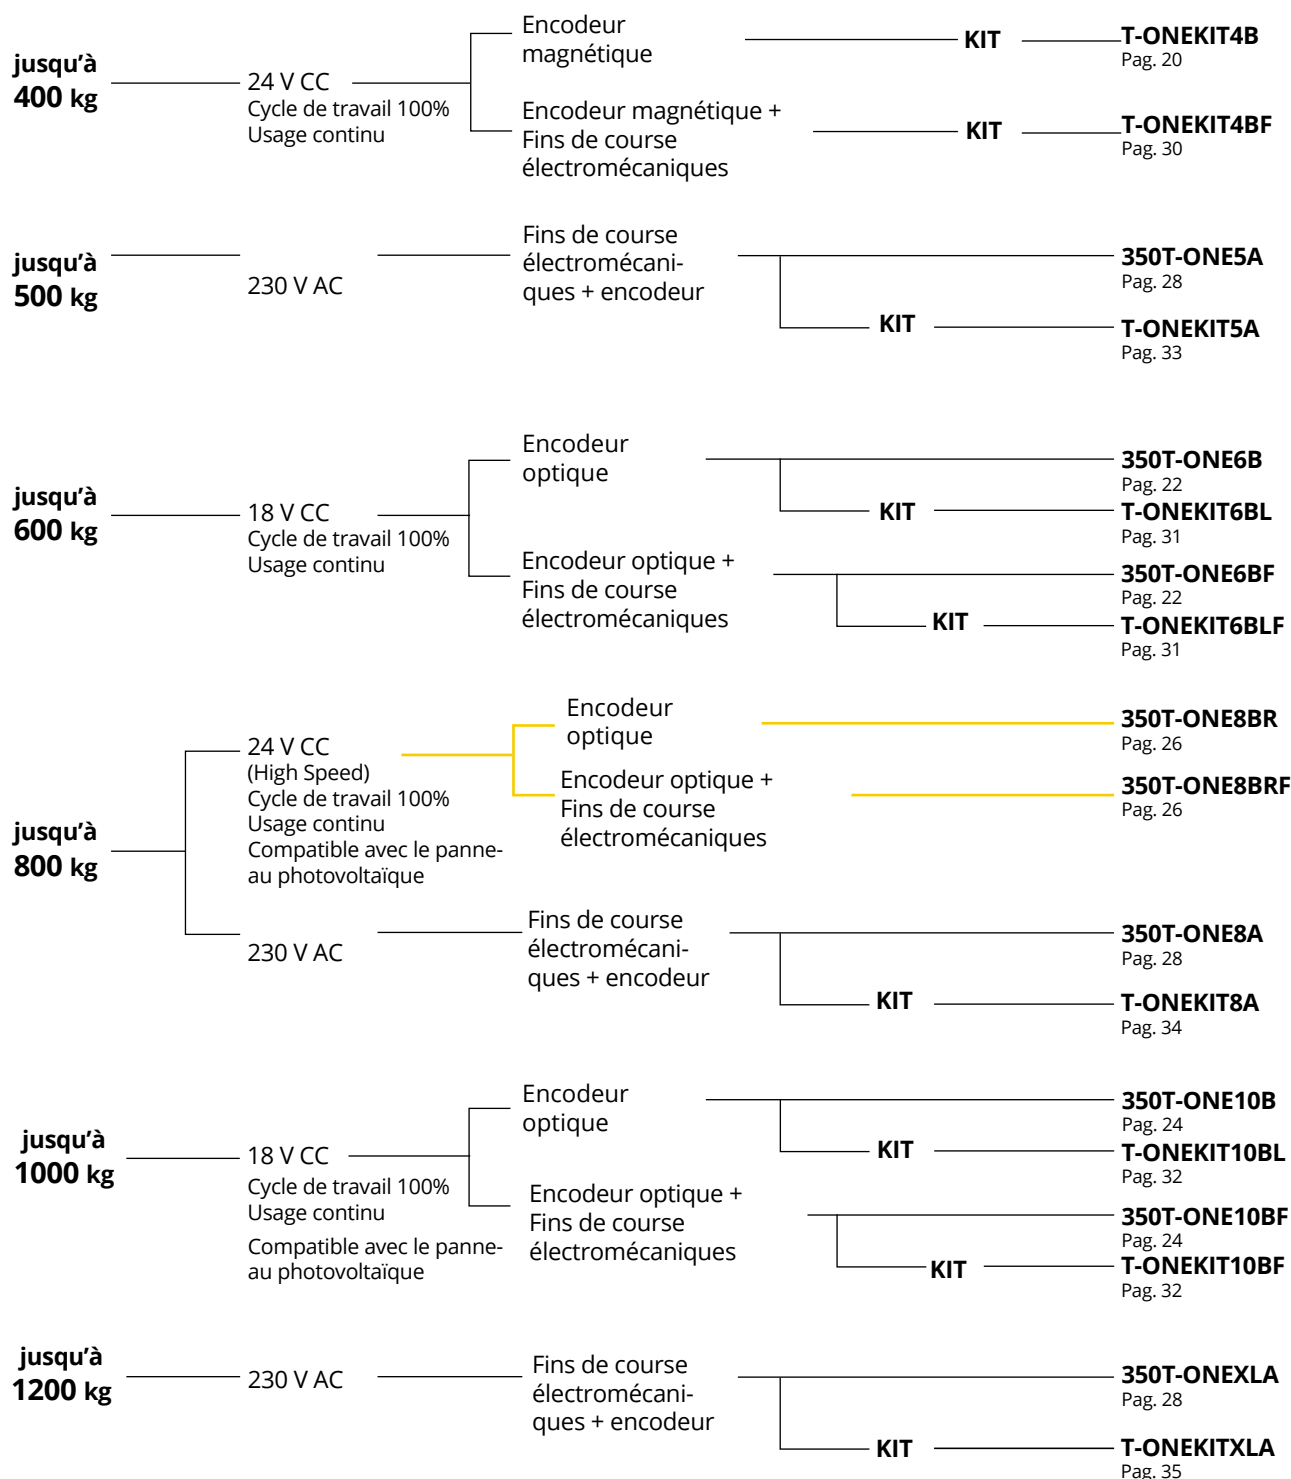 jusqu'à
400 kg
24 V CC
Cycle de travail 100%
Usage continu
Encodeur
magnétique
KIT
T-ONEKIT4B
Pag. 20
Encodeur magnétique +
Fins de course
électromécaniques
KIT
T-ONEKIT4BF
Pag. 30
jusqu'à
500 kg
230 V AC
Fins de course
électromécani-
ques + encodeur
350T-ONE5A
Pag. 28
KIT
T-ONEKIT5A
Pag. 33
jusqu'à
600 kg
18 V CC
Cycle de travail 100%
Usage continu
Encodeur
optique
350T-ONE6B
Pag. 22
KIT
T-ONEKIT6BL
Pag. 31
Encodeur optique +
Fins de course
électromécaniques
350T-ONE6BF
Pag. 22
KIT
T-ONEKIT6BLF
Pag. 31
jusqu'à
800 kg
24 V CC
(High Speed)
Cycle de travail 100%
Usage continu
Compatible avec le panne-
au photovoltaïque
Encodeur
optique
350T-ONE8BR
Pag. 26
Encodeur optique +
Fins de course
électromécaniques
350T-ONE8BRF
Pag. 26
230 V AC
Fins de course
électromécani-
ques + encodeur
350T-ONE8A
Pag. 28
KIT
T-ONEKIT8A
Pag. 34
jusqu'à
1000 kg
18 V CC
Cycle de travail 100%
Usage continu
Compatible avec le panne-
au photovoltaïque
Encodeur
optique
350T-ONE10B
Pag. 24
KIT
T-ONEKIT10BL
Pag. 32
Encodeur optique +
Fins de course
électromécaniques
350T-ONE10BF
Pag. 24
KIT
T-ONEKIT10BF
Pag. 32
jusqu'à
1200 kg
230 V AC
Fins de course
électromécani-
ques + encodeur
350T-ONEXLA
Pag. 28
KIT
T-ONEKITXLA
Pag. 35